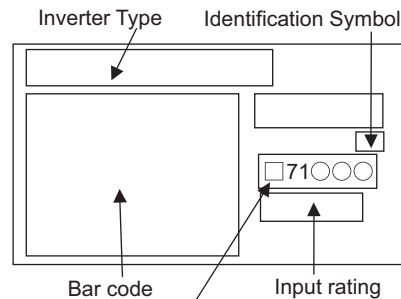 Inverter Type
Identification Symbol
□71○○○
Bar code
Input rating